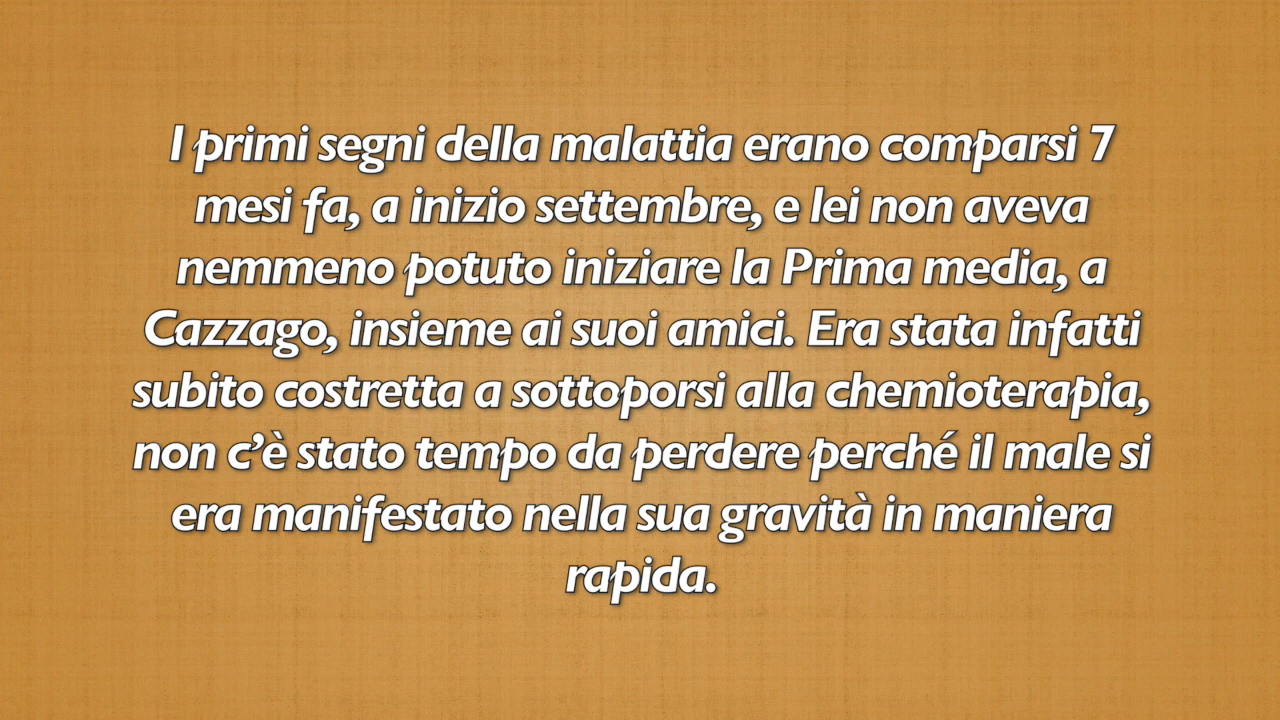 I primi segni della malattia erano comparsi 7
mesi fa, a inizio settembre, e lei non aveva
nemmeno potuto iniziare la Prima media, a
Cazzago, insieme ai suoi amici. Era stata infatti
subito costretta a sottoporsi alla chemioterapia,
non c’è stato tempo da perdere perché il male si
era manifestato nella sua gravità in maniera
rapida.